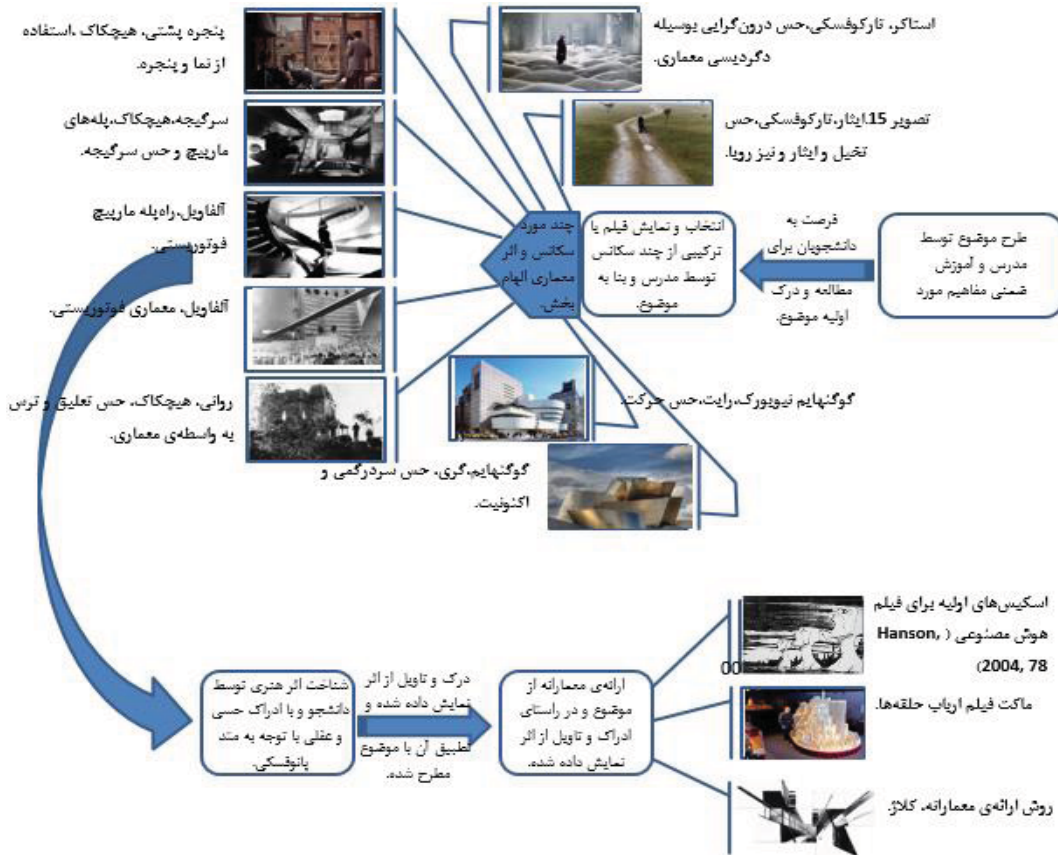 استاکر، تارکوفسکی،حس درون‌گرایی بوسیله
دگردیسی معماری.
تصویر 15.ایثار،تارکوفسکی،حس
تخیل و ایثار و نیز رویا.
پنجره پشتی، هیچکاک ،استفاده
از نما و پنجره.
سرگیجه،هیچکاک،پله‌های
مارپیچ و حس سرگیجه.
آلفاویل،راه‌پله مارپیچ
فوتوریستی.
آلفاویل، معماری فوتوریستی.
روانی، هیچکاک، حس تعلیق و ترس
به واسطه‌ی معماری.
طرح موضوع توسط
مدرس و آموزش
ضمنی مفاهیم مورد
فرصت به
دانشجویان برای
مطالعه و درک
اولیه موضوع.
انتخاب و نمایش فیلم یا
ترکیبی از چند سکانس
توسط مدرس و بنا به
موضوع.
چند مورد
سکانس و اثر
معماری الهام
بخش.
گوگنهایم نیویورک،رایت،حس حرکت.
گوگنهایم،گری، حس سردرگمی و
اکنونیت.
شناخت اثر هنری توسط
دانشجو و با ادراک حسی
و عقلی با توجه به متد
پانوفسکی.
درک و تاویل از اثر
نمایش داده شده و
تطبیق آن با موضوع
مطرح شده.
ارائه‌ی معمارانه از
موضوع و در راستای
ادراک و تاویل از اثر
نمایش داده شده.
اسکیس‌های اولیه برای فیلم
هوش مصنوعی ( Hanson,
2004, 78)
00
ماکت فیلم ارباب حلقه‌ها.
روش ارائه‌ی معمارانه، کلاژ.